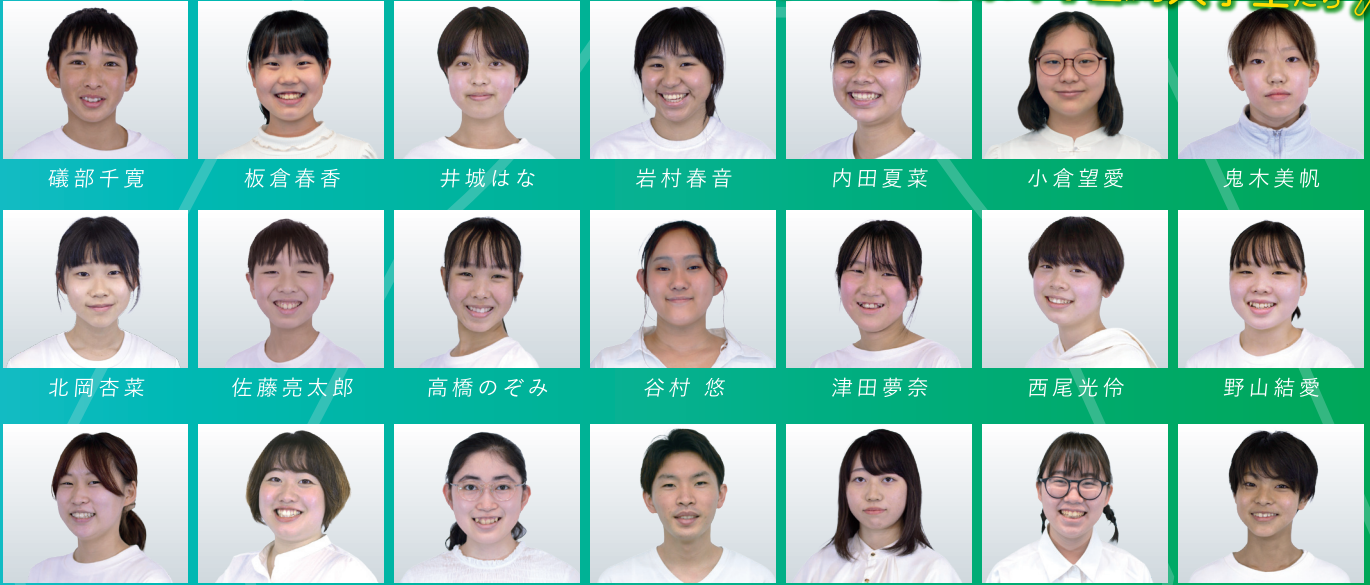 磯部千寛
板倉春香
井城はな
岩村春音
内田夏菜
小倉望愛
鬼木美帆
北岡杏菜
佐藤亮太郎
高橋のぞみ
谷村 悠
津田夢奈
西尾光伶
野山結愛